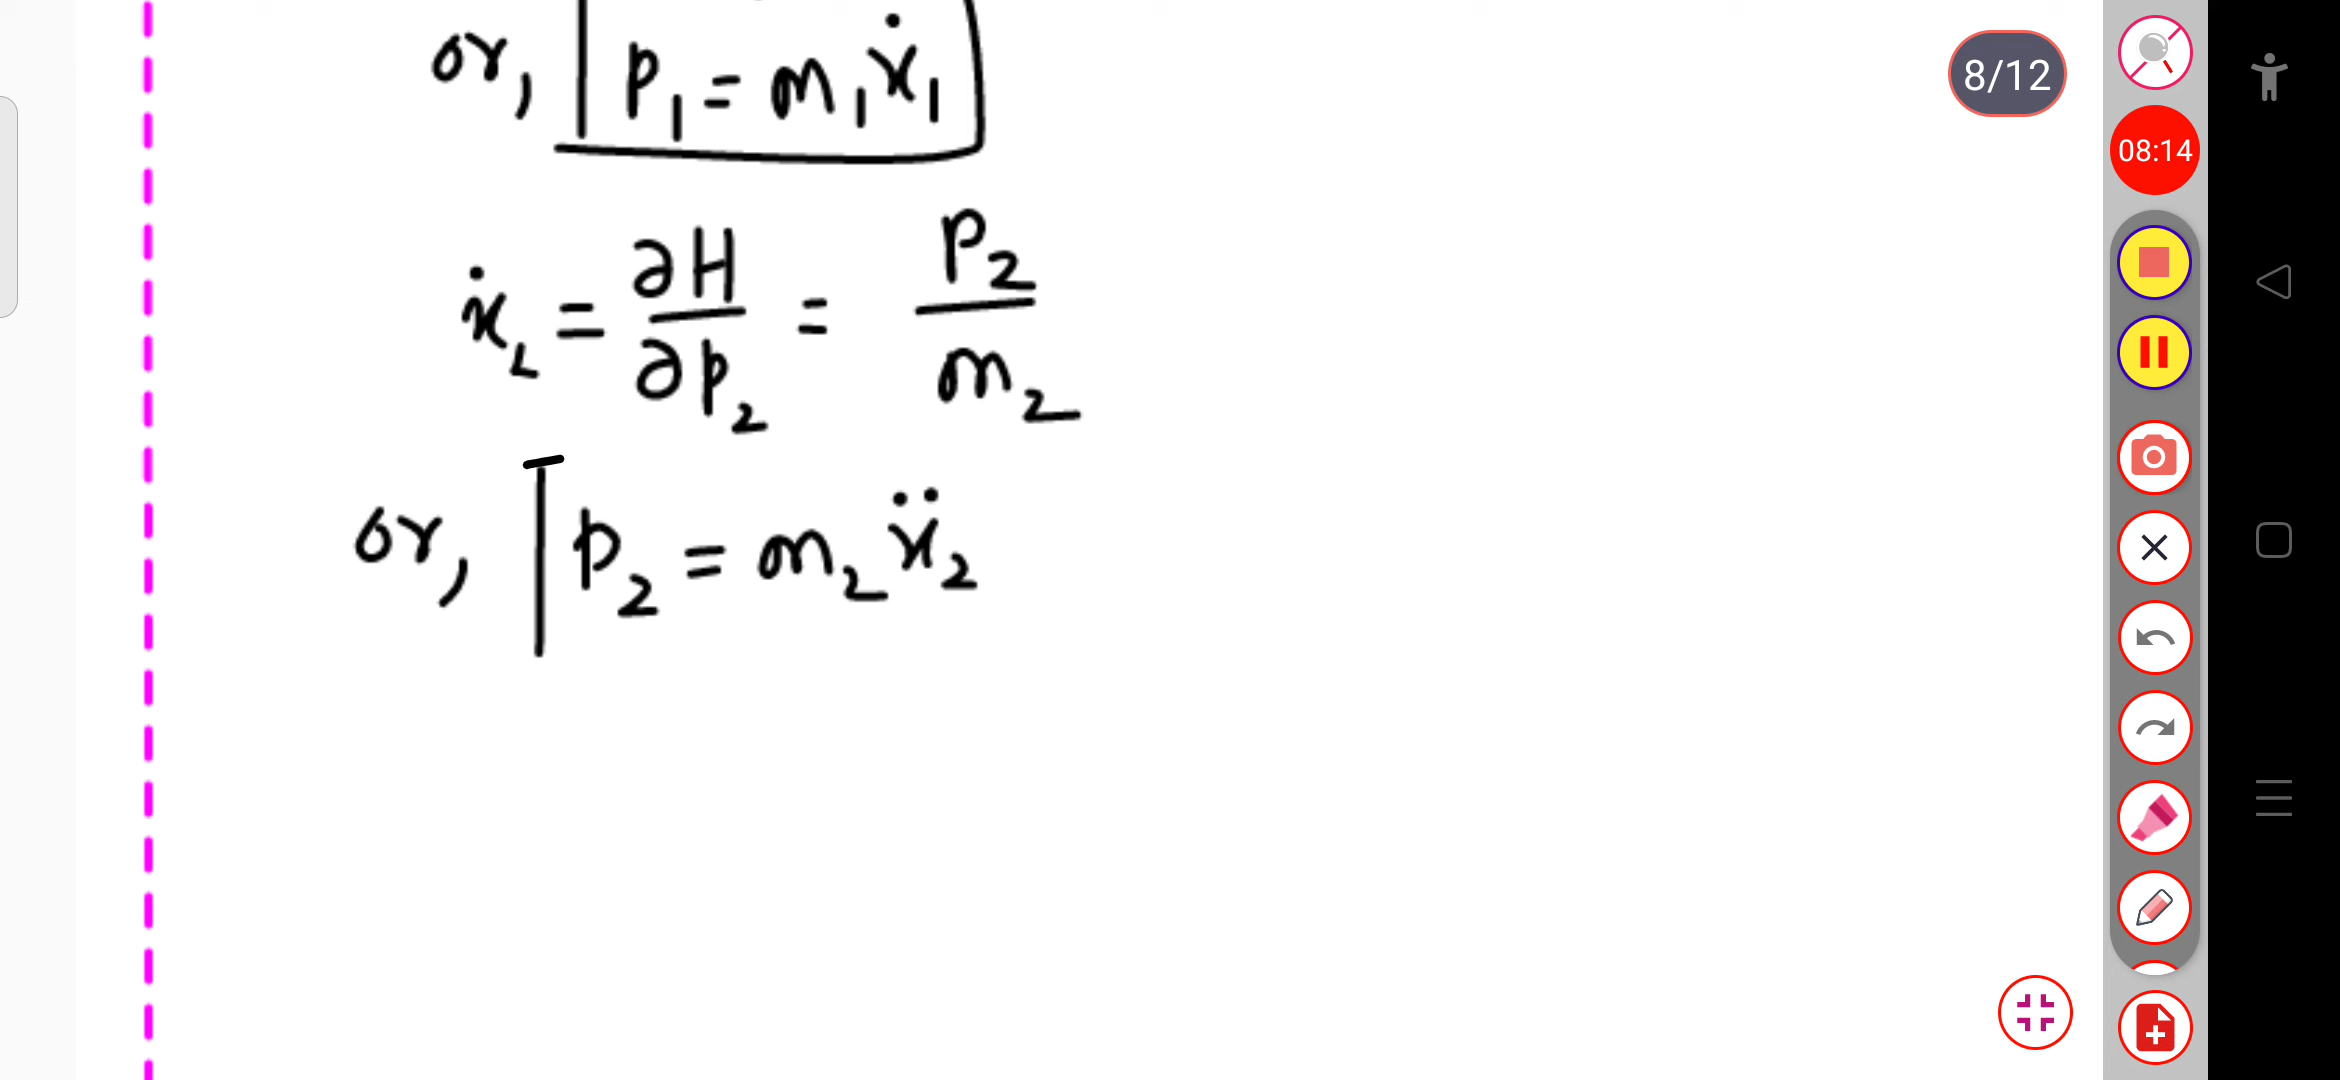 or, p₁ = m₁ẋ₁
8/12
08:14
ẋ₂ = ∂H/∂p₂ = p₂/m₂
or, p₂ = m₂ẍ₂